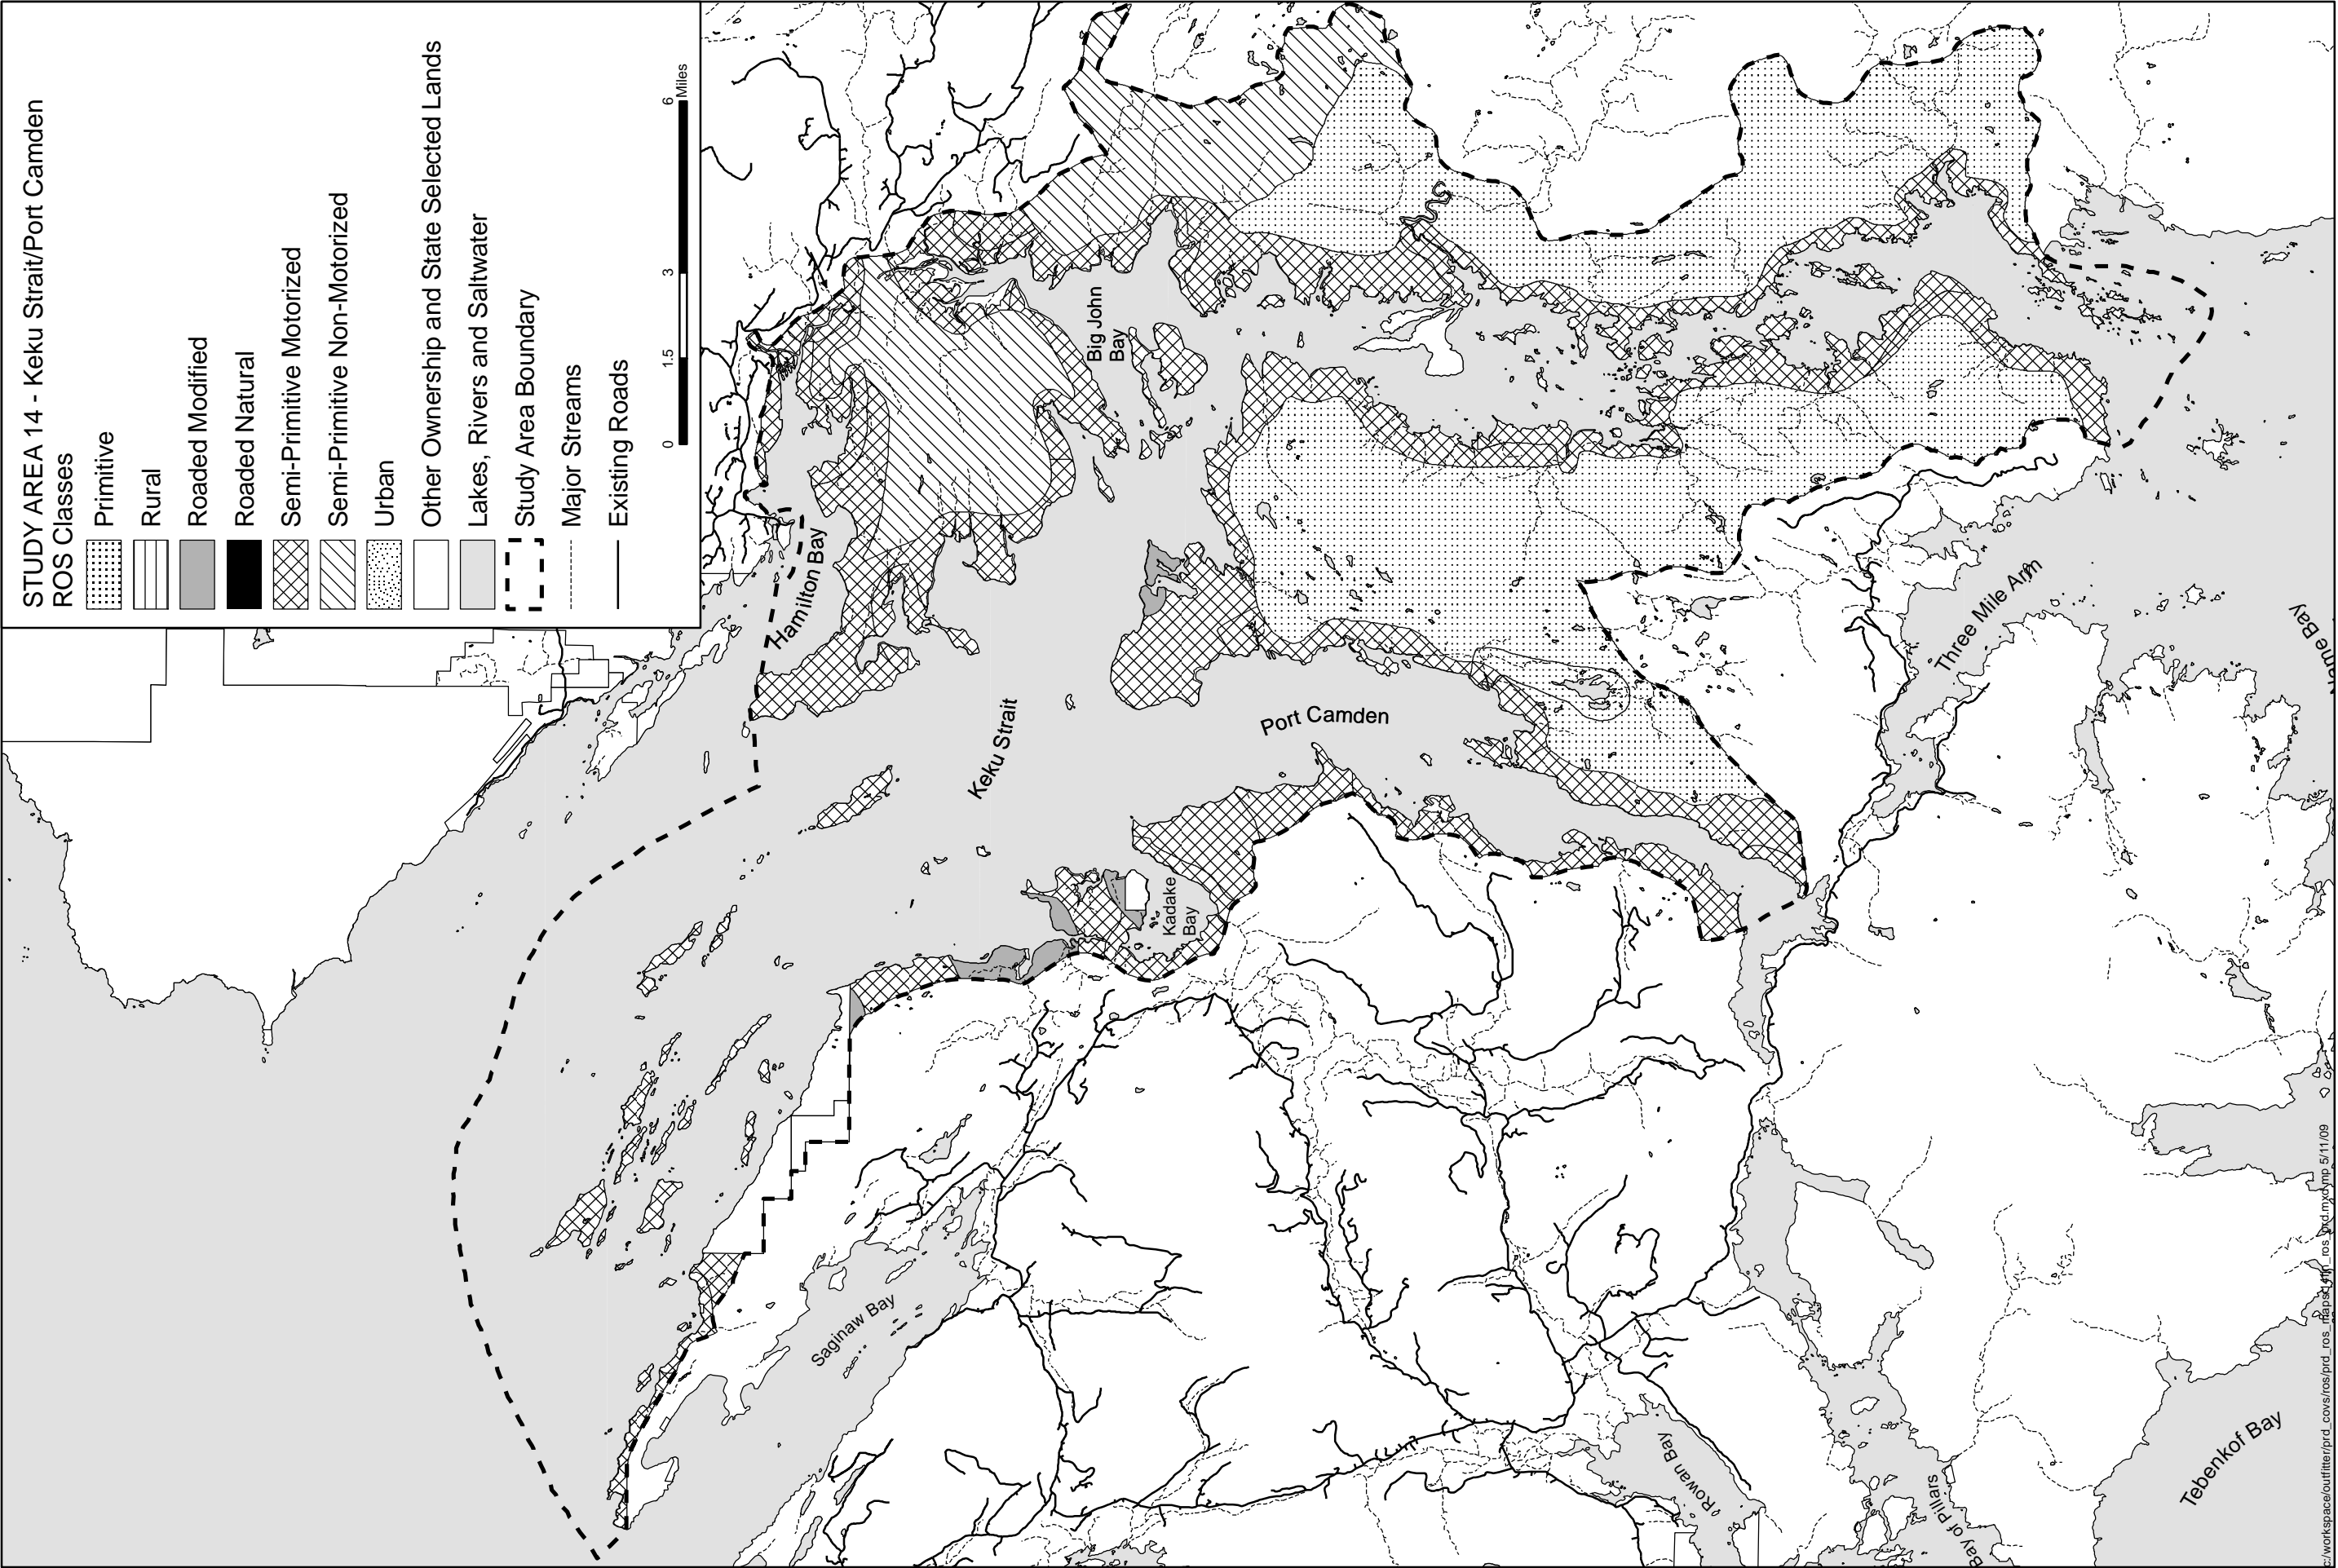 STUDY AREA 14 - Keku Strait/Port Camden
ROS Classes
Primitive
Rural
Roaded Modified
Roaded Natural
Semi-Primitive Motorized
Semi-Primitive Non-Motorized
Urban
Other Ownership and State Selected Lands
Lakes, Rivers and Saltwater
Study Area Boundary
Major Streams
Existing Roads
0 1.5 3 6
Miles
Hamilton Bay
Big John
Bay
Keku Strait
Port Camden
Kadake
Bay
Saginaw Bay
Three Mile Arm
Bay
Rowan Bay
Bay of Pillars
Tebenkof Bay